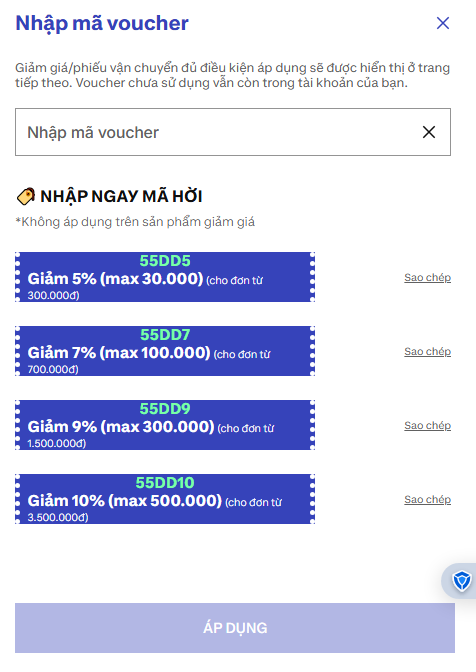 Nhập mã voucher
Giảm giá/phiếu vận chuyển đủ điều kiện áp dụng sẽ được hiển thị ở trang
tiếp theo. Voucher chưa sử dụng vẫn còn trong tài khoản của bạn.
Nhập mã voucher
NHẬP NGAY MÃ HỜI
*Không áp dụng trên sản phẩm giảm giá
55DD5
Giảm 5% (max 30.000) (cho đơn từ
300.000đ)
Sao chép
55DD7
Giảm 7% (max 100.000) (cho đơn từ
700.000đ)
Sao chép
55DD9
Giảm 9% (max 300.000) (cho đơn từ
1.500.000đ)
Sao chép
55DD10
Giảm 10% (max 500.000) (cho đơn từ
3.500.000đ)
Sao chép
ÁP DỤNG